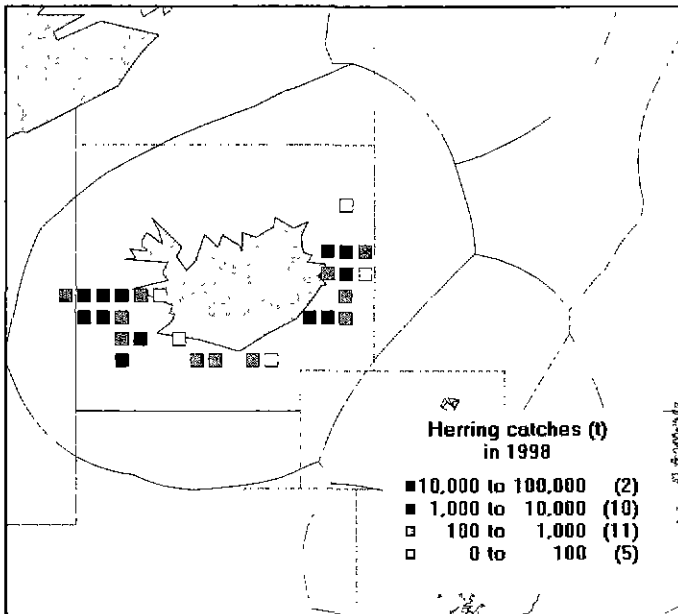 Herring catches (t)
in 1998
10,000 to 100,000 (2)
1,000 to 10,000 (10)
100 to 1,000 (11)
0 to 100 (5)